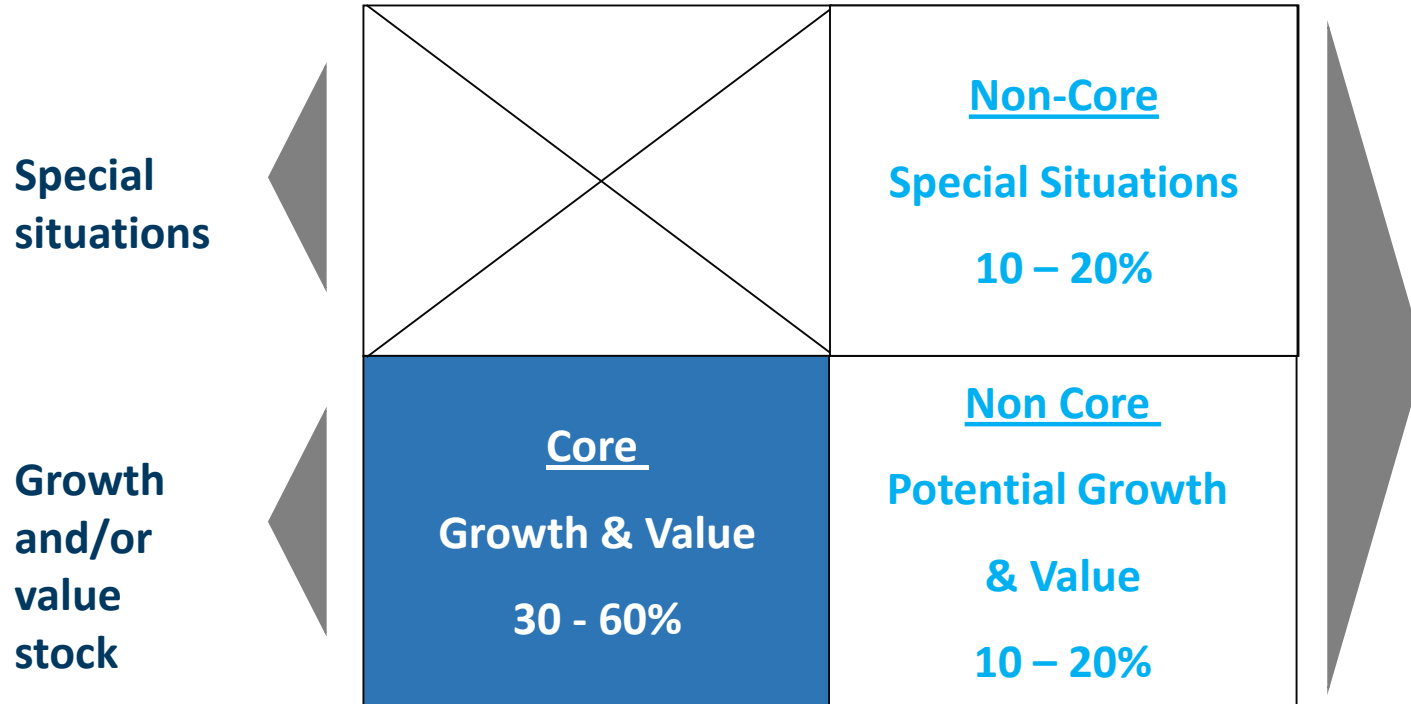 Special
situations
Non-Core
Special Situations
10 – 20%
Growth
and/or
value
stock
Core
Growth & Value
30 - 60%
Non Core
Potential Growth
& Value
10 – 20%